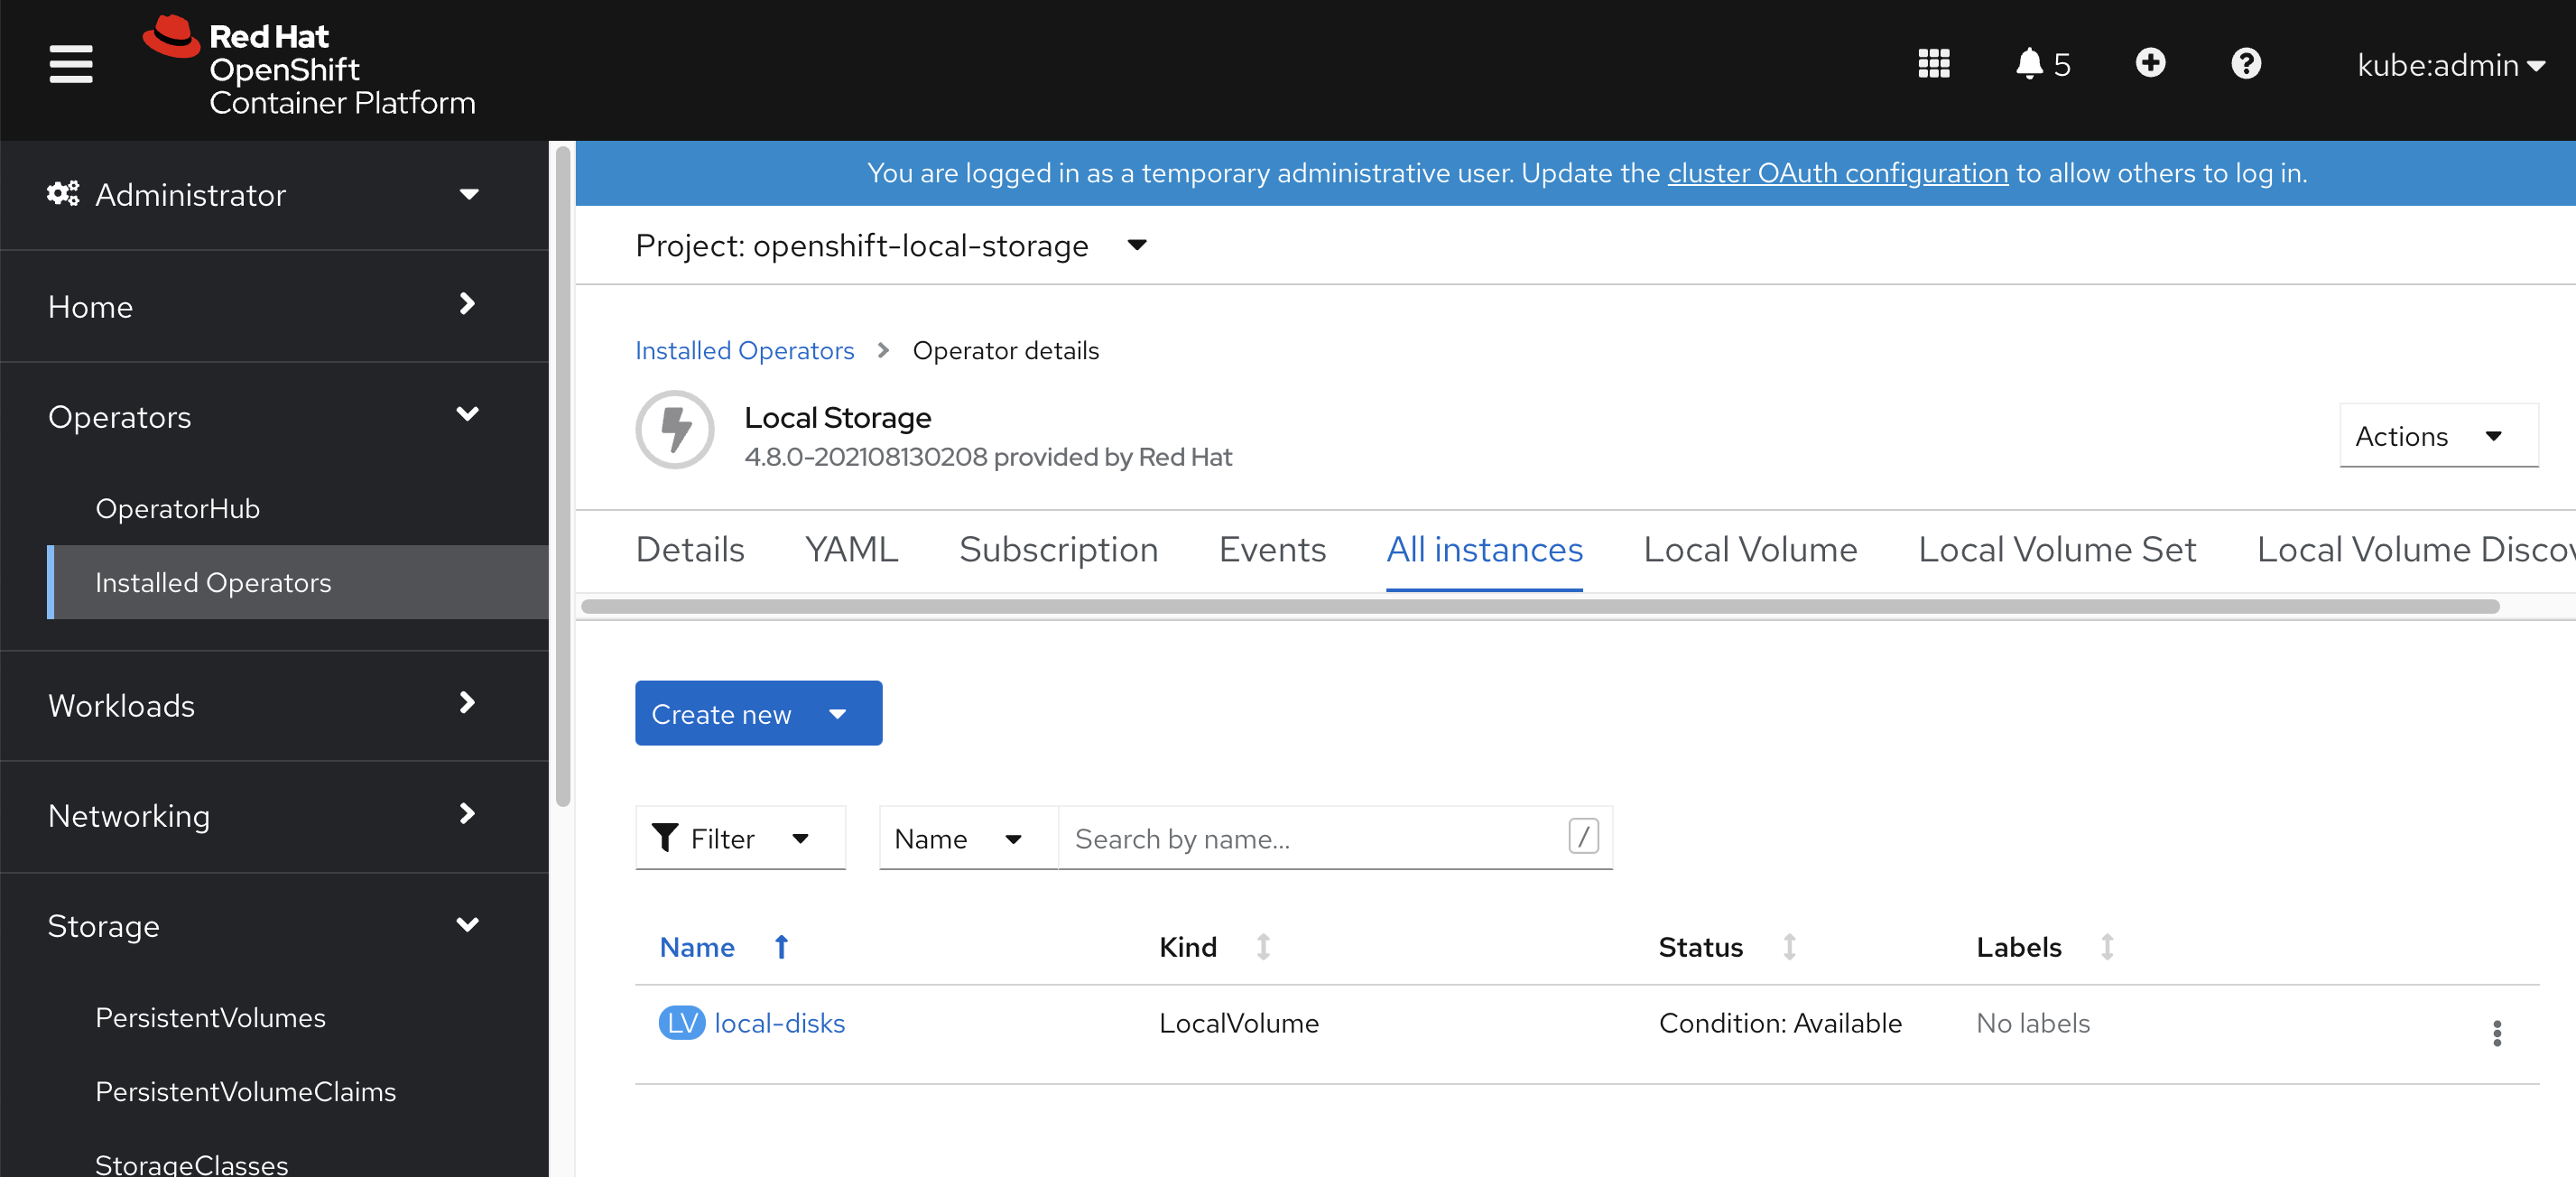 Red Hat
OpenShift
Container Platform
5
kube:admin
Administrator
Home
Operators
OperatorHub
Installed Operators
Workloads
Networking
Storage
PersistentVolumes
PersistentVolumeClaims
StorageClasses
You are logged in as a temporary administrative user. Update the cluster OAuth configuration to allow others to log in.
Project: openshift-local-storage
Installed Operators > Operator details
Local Storage
4.8.0-202108130208 provided by Red Hat
Actions
Details YAML Subscription Events All instances Local Volume Local Volume Set Local Volume Discov
Create new
Filter Name Search by name... /
Name Kind Status Labels
LV local-disks LocalVolume Condition: Available No labels